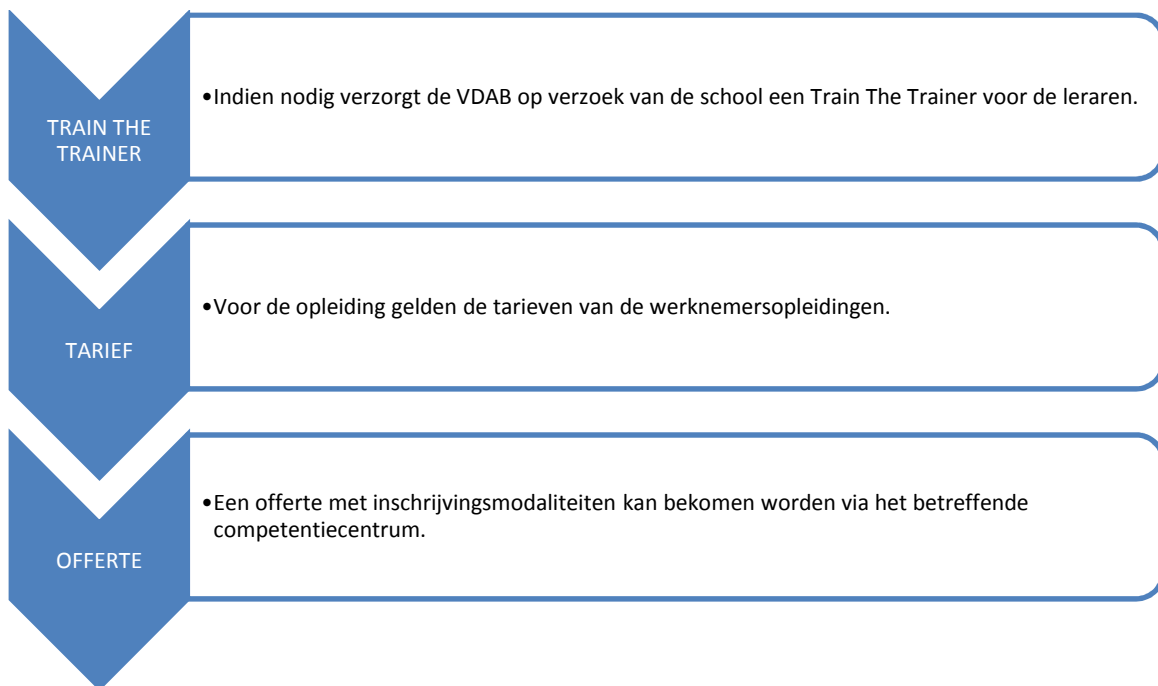 TRAIN THE
TRAINER
•Indien nodig verzorgt de VDAB op verzoek van de school een Train The Trainer voor de leraren.
TARIEF
•Voor de opleiding gelden de tarieven van de werknemersopleidingen.
OFFERTE
•Een offerte met inschrijvingsmodaliteiten kan bekomen worden via het betreffende
competentiecentrum.